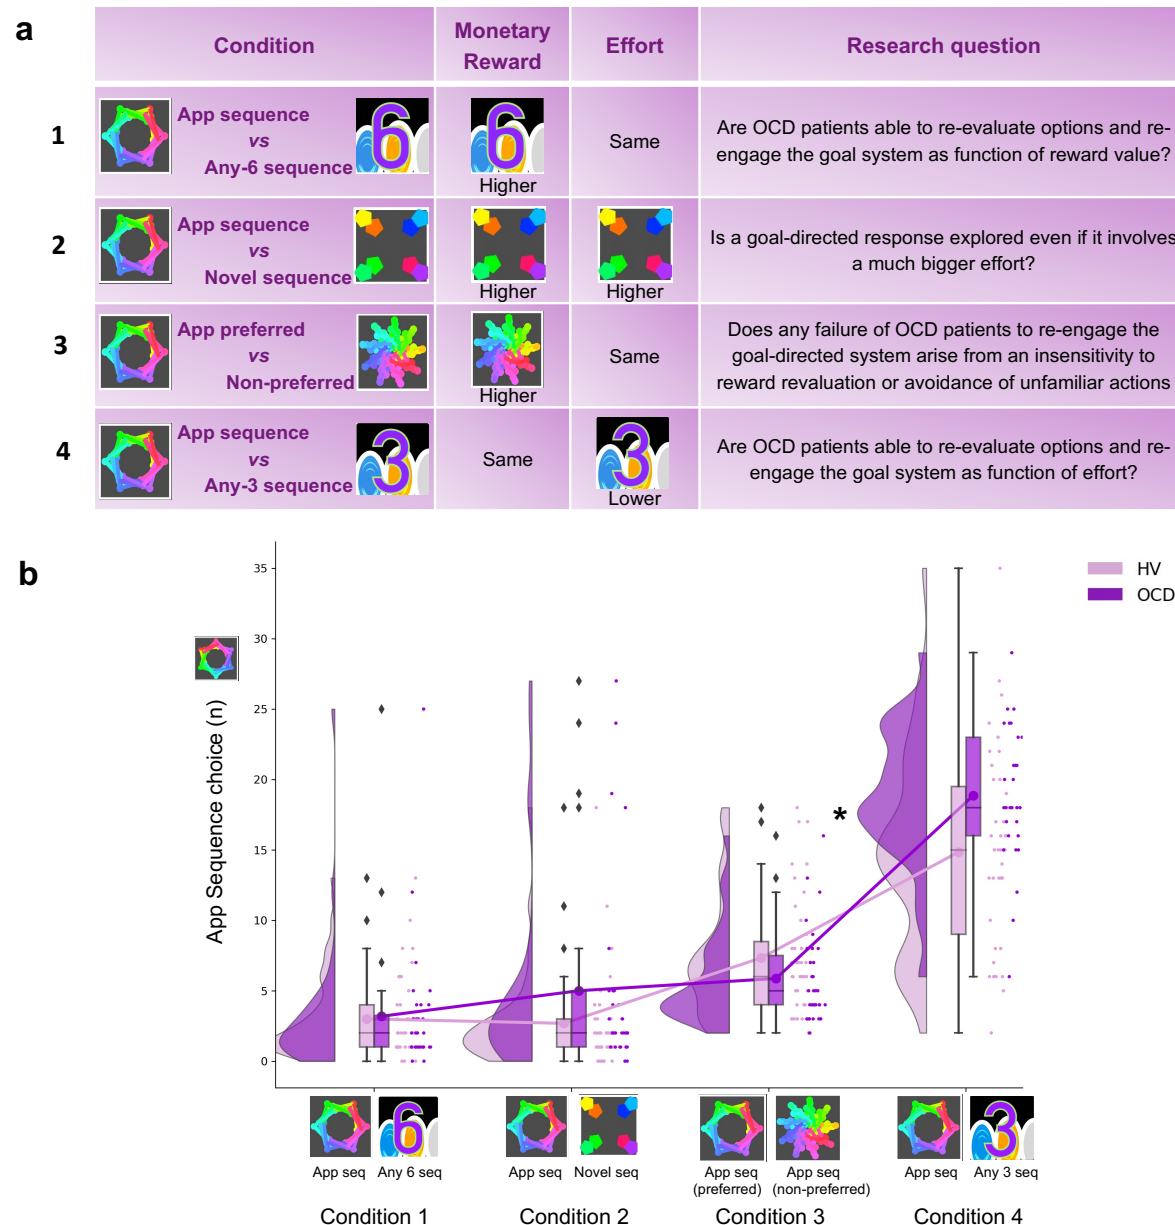 a
Condition
Monetary
Reward
Effort
Research question
1
App sequence
vs
Any-6 sequence
6
6
Higher
Same
Are OCD patients able to re-evaluate options and re-
engage the goal system as function of reward value?
2
App sequence
vs
Novel sequence
Higher
Higher
Is a goal-directed response explored even if it involves
a much bigger effort?
3
App preferred
vs
Non-preferred
Higher
Same
Does any failure of OCD patients to re-engage the
goal-directed system arise from an insensitivity to
reward revaluation or avoidance of unfamiliar actions
4
App sequence
vs
Any-3 sequence
3
Same
3
Lower
Are OCD patients able to re-evaluate options and re-
engage the goal system as function of effort?
b
HV
OCD
App Sequence choice (n)
35
30
25
20
15
10
5
0
*
6
3
App seq
Any 6 seq
App seq
Novel seq
App seq
(preferred)
App seq
(non-preferred)
App seq
Any 3 seq
Condition 1
Condition 2
Condition 3
Condition 4